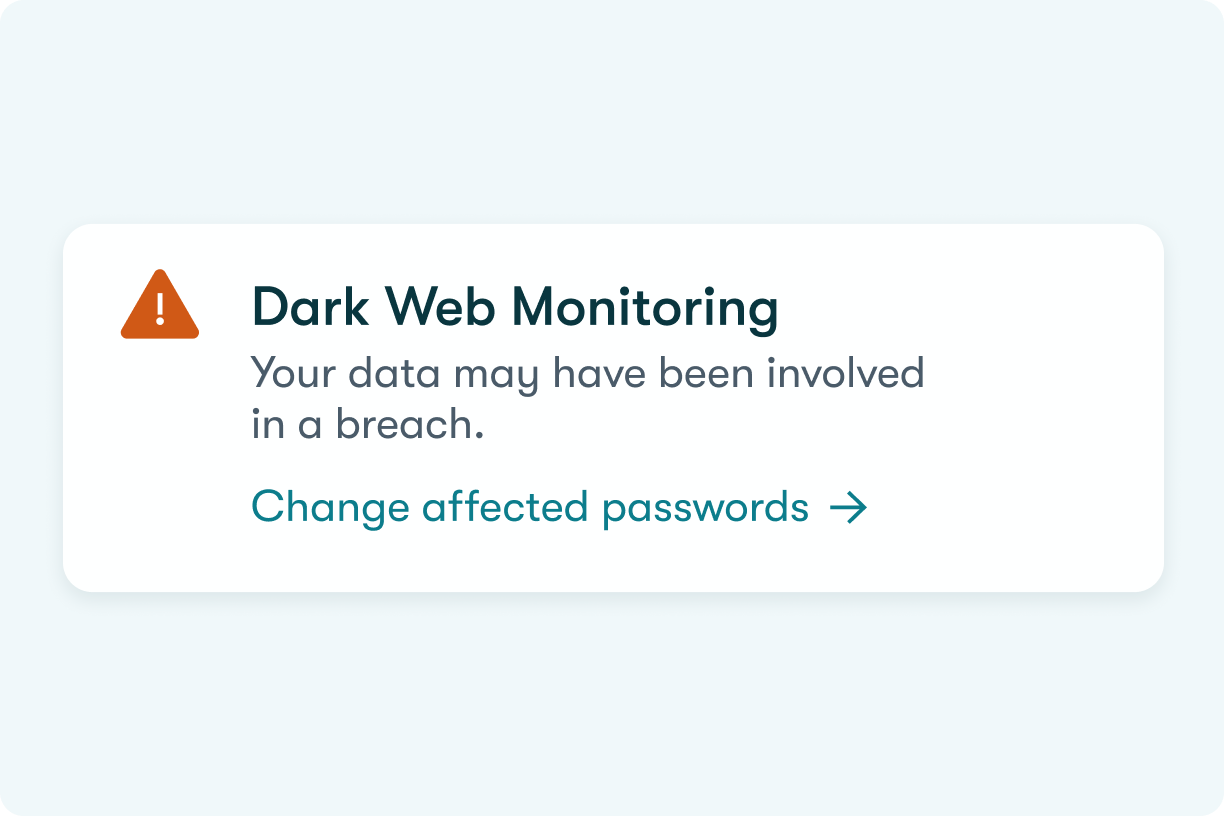 Dark Web Monitoring
Your data may have been involved
in a breach.
Change affected passwords →